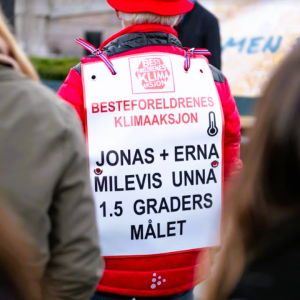 BESTEFORELDRENES
KLIMAAKSJON
JONAS + ERNA
MILEVIS UNNA
1.5 GRADERS
MÅLET